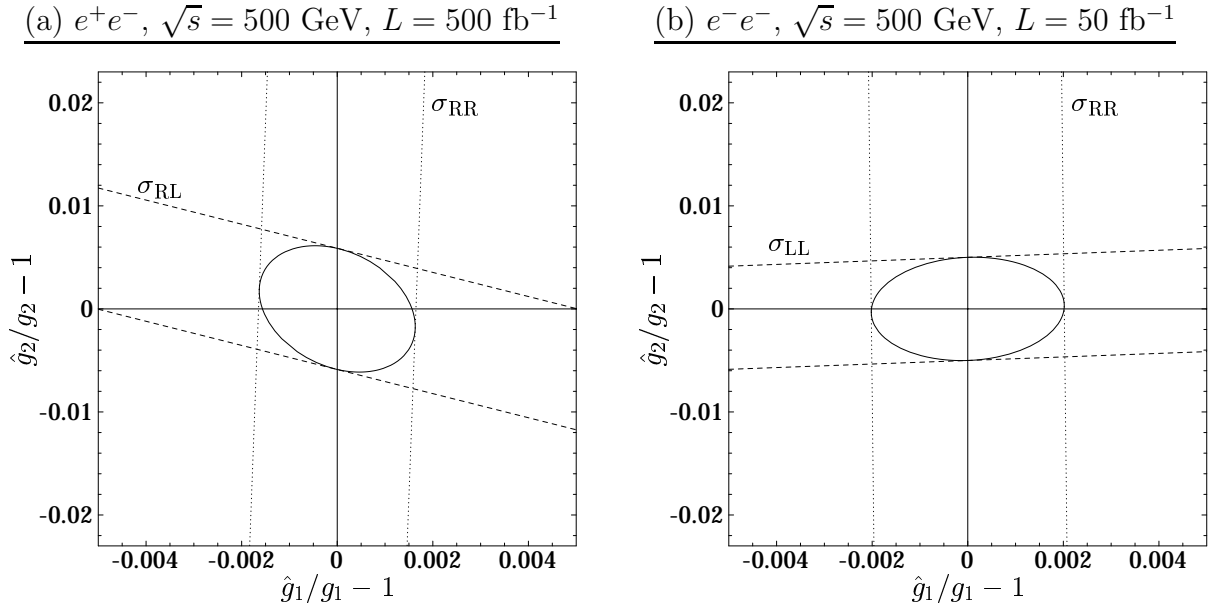 (a) e⁺e⁻, √s = 500 GeV, L = 500 fb⁻¹
ĝ₂/g₂ − 1
0.02
0.01
0
-0.01
-0.02
σ_RR
σ_RL
-0.004 -0.002 0 0.002 0.004
ĝ₁/g₁ − 1
(b) e⁻e⁻, √s = 500 GeV, L = 50 fb⁻¹
ĝ₂/g₂ − 1
0.02
0.01
0
-0.01
-0.02
σ_RR
σ_LL
-0.004 -0.002 0 0.002 0.004
ĝ₁/g₁ − 1